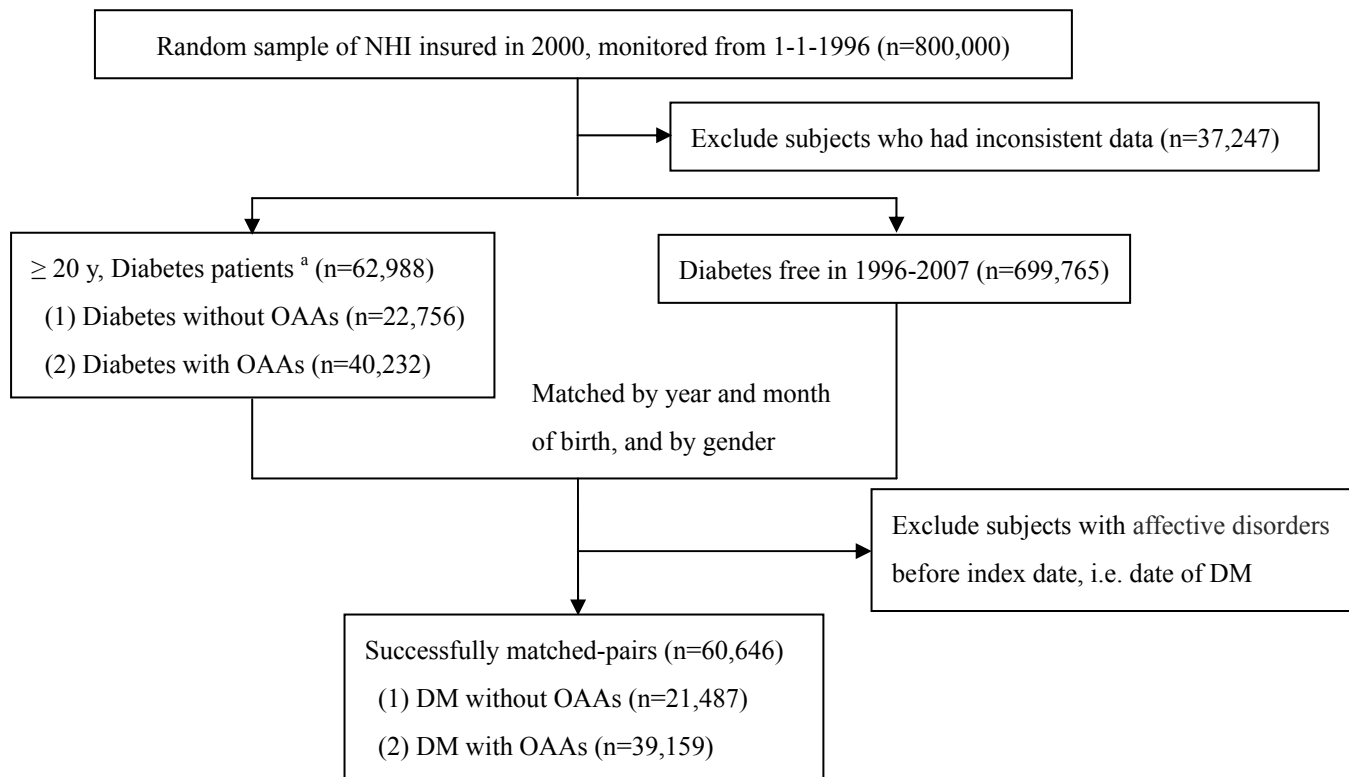 Random sample of NHI insured in 2000, monitored from 1-1-1996 (n=800,000)
Exclude subjects who had inconsistent data (n=37,247)
≥ 20 y, Diabetes patients ᵃ (n=62,988)
(1) Diabetes without OAAs (n=22,756)
(2) Diabetes with OAAs (n=40,232)
Diabetes free in 1996-2007 (n=699,765)
Matched by year and month
of birth, and by gender
Exclude subjects with affective disorders
before index date, i.e. date of DM
Successfully matched-pairs (n=60,646)
(1) DM without OAAs (n=21,487)
(2) DM with OAAs (n=39,159)